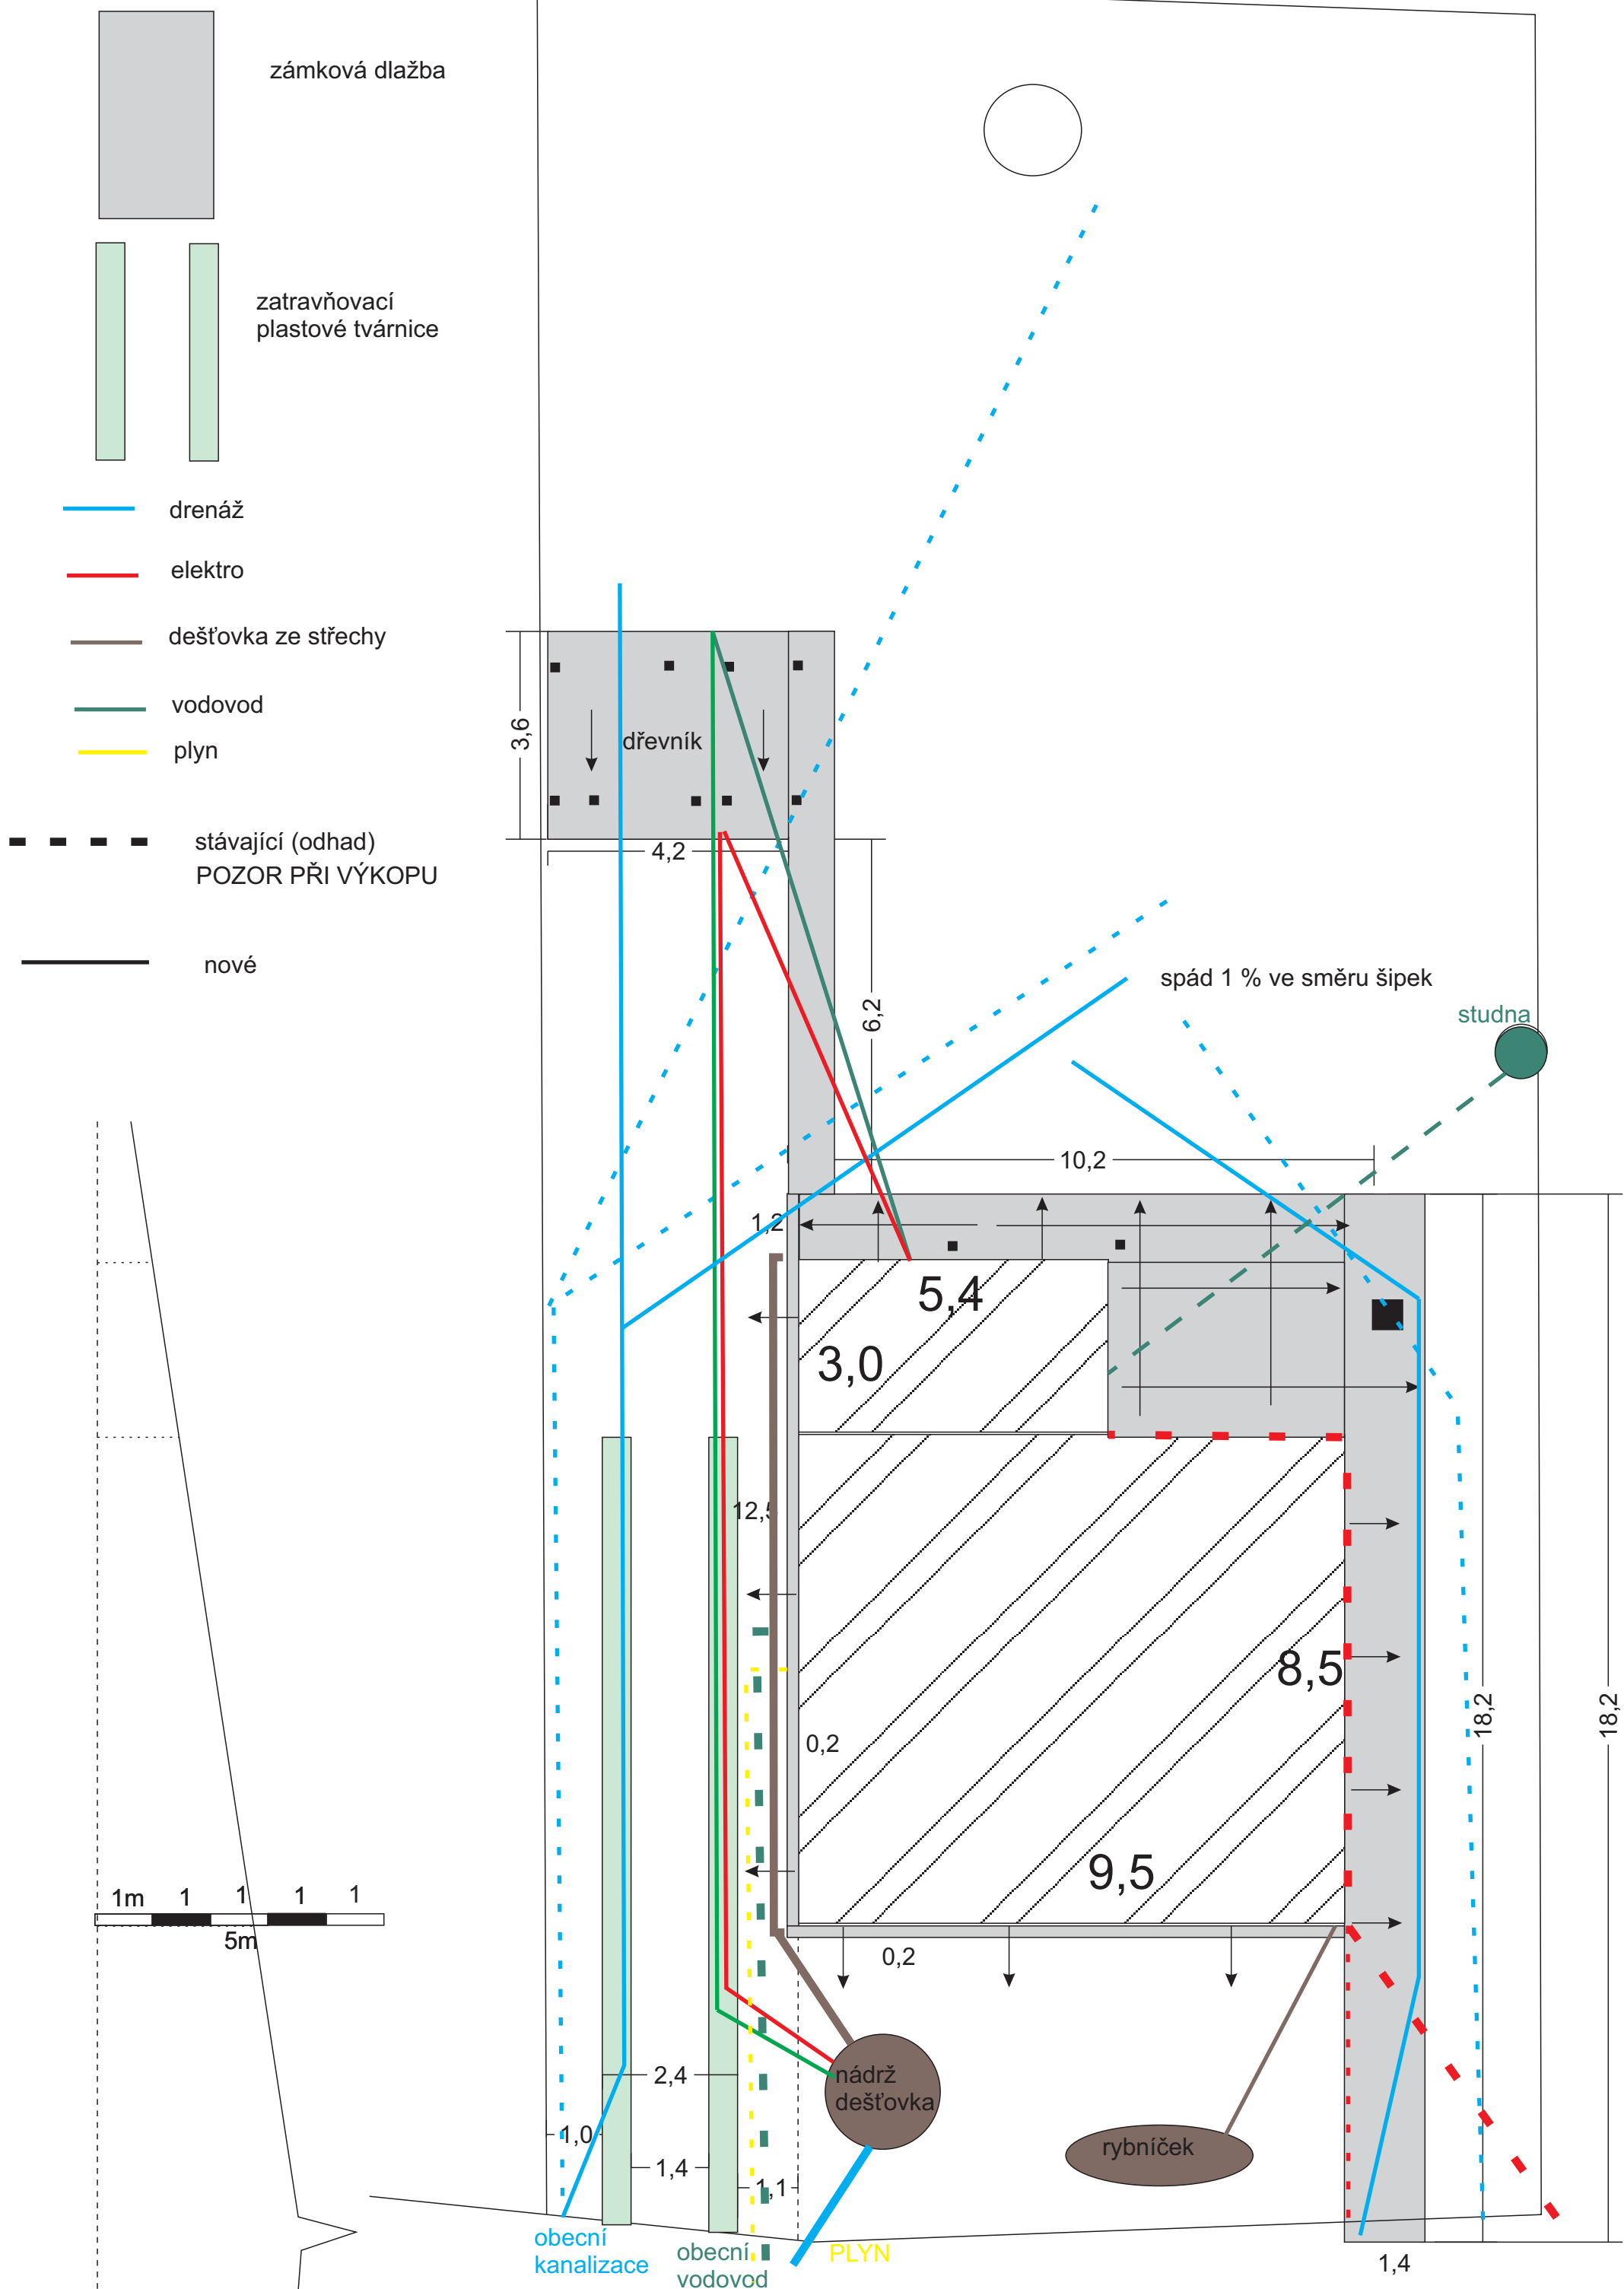 zámková dlažba
zatravňovací
plastové tvárnice
drenáž
elektro
dešťovka ze střechy
vodovod
plyn
stávající (odhad)
POZOR PŘI VÝKOPU
nové
3,6
dřevník
4,2
6,2
spád 1 % ve směru šipek
studna
10,2
1,2
5,4
3,0
12,5
8,5
0,2
18,2
18,2
9,5
1m 1 1 1 1
5m
0,2
2,4
nádrž
dešťovka
1,0
1,4
rybníček
1,1
obecní
kanalizace
obecní
vodovod
PLYN
1,4